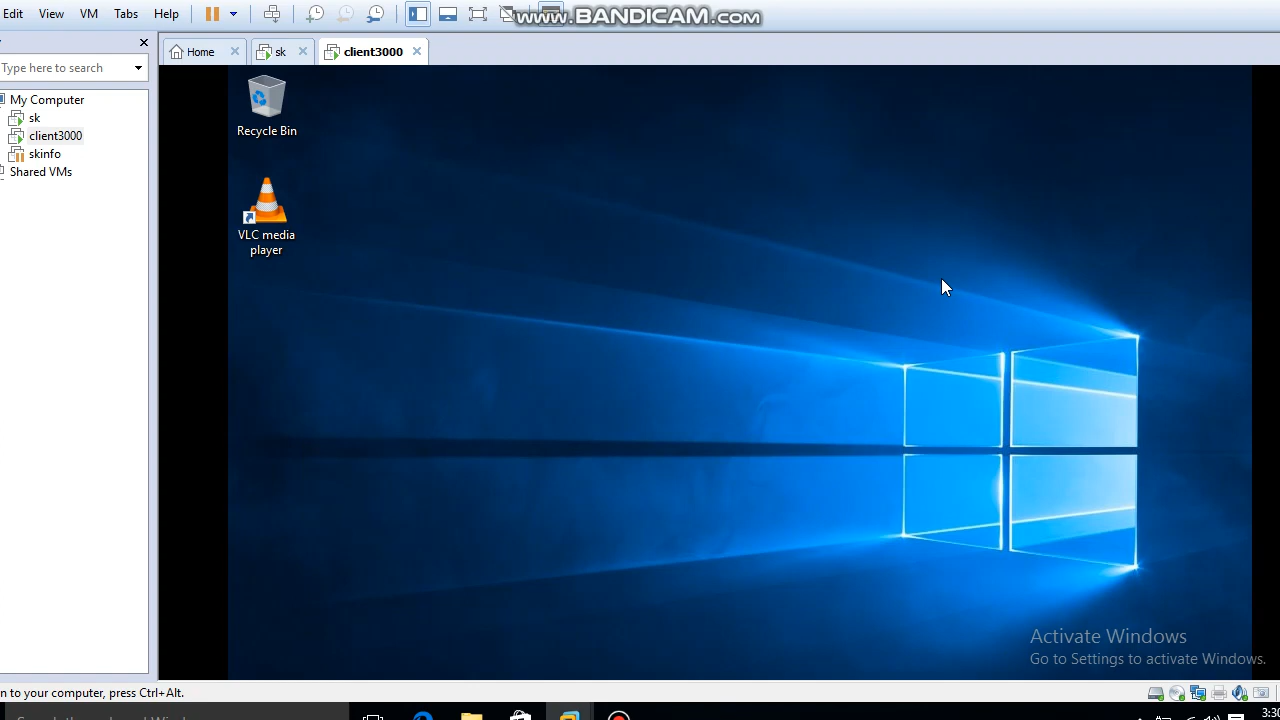 Edit View VM Tabs Help
www.BANDICAM.com
Home sk client3000
Type here to search
My Computer
sk
client3000
skinfo
Shared VMs
Recycle Bin
VLC media
player
Activate Windows
Go to Settings to activate Windows.
n to your computer, press Ctrl+Alt.
3:30